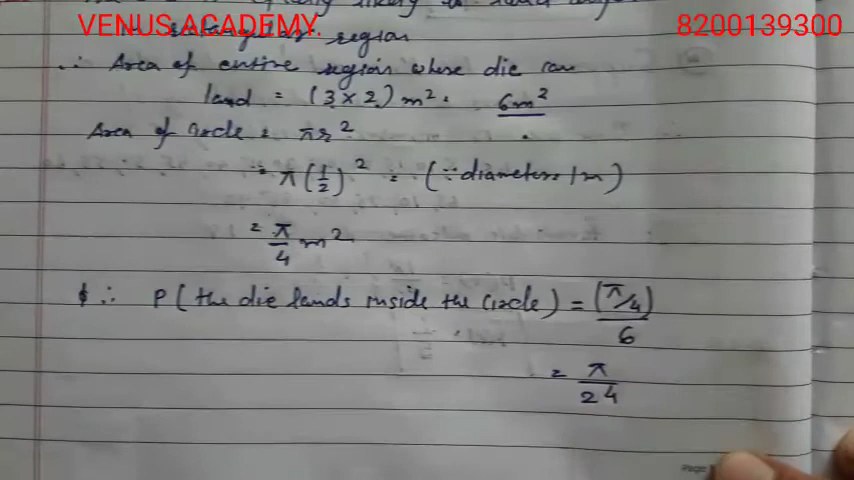 VENUS ACADEMY. 8200139300
region
∴ Area of entire region where die can
land = (3 × 2) m². 6m²
Area of circle = πr²
= π(1/2)² = (∵ diameter = 1m)
= π/4 m²
∴ P(the die lands inside the circle) = (π/4)/6
= π/24
Page